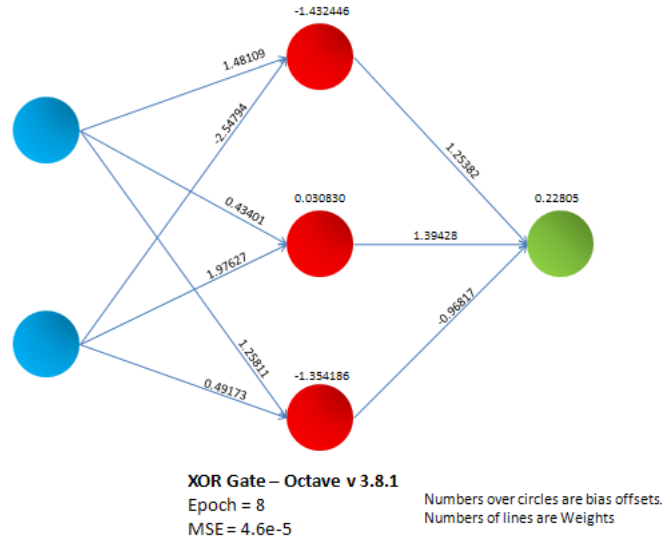 -1.432446
1.48109
-2.54794
1.25382
0.43401
0.030830
0.22805
1.39428
1.97627
-0.96817
1.25811
-1.354186
0.49173
XOR Gate – Octave v 3.8.1
Epoch = 8
MSE = 4.6e-5
Numbers over circles are bias offsets.
Numbers of lines are Weights